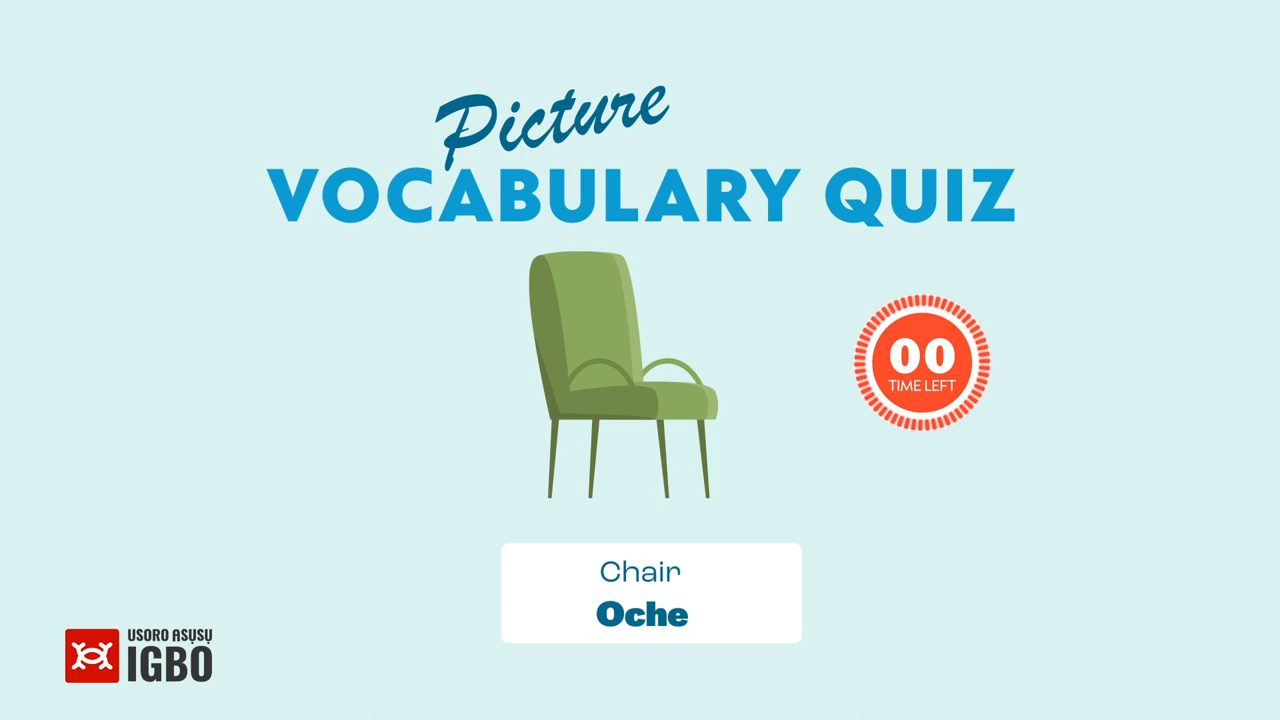 Picture
VOCABULARY QUIZ
00
TIME LEFT
Chair
Oche
USORO ASỤSỤ
IGBO